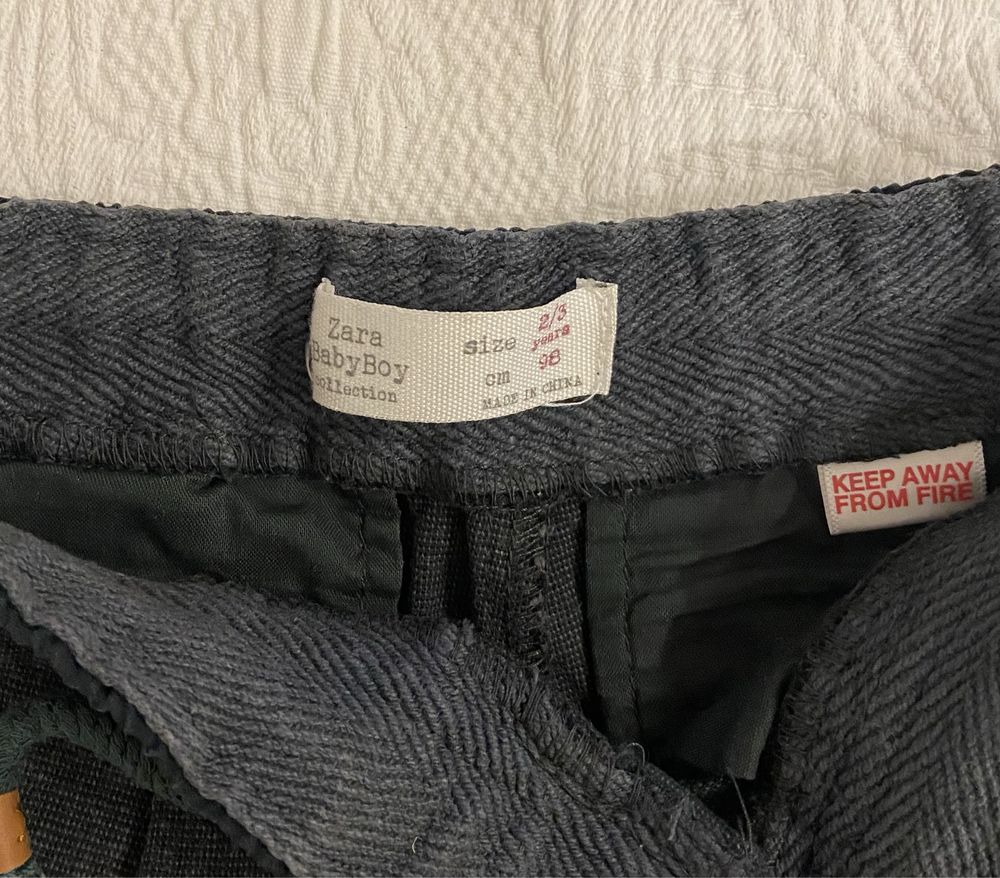 Zara
BabyBoy
Collection
size 2/3
years
cm 98
MADE IN CHINA
KEEP AWAY
FROM FIRE